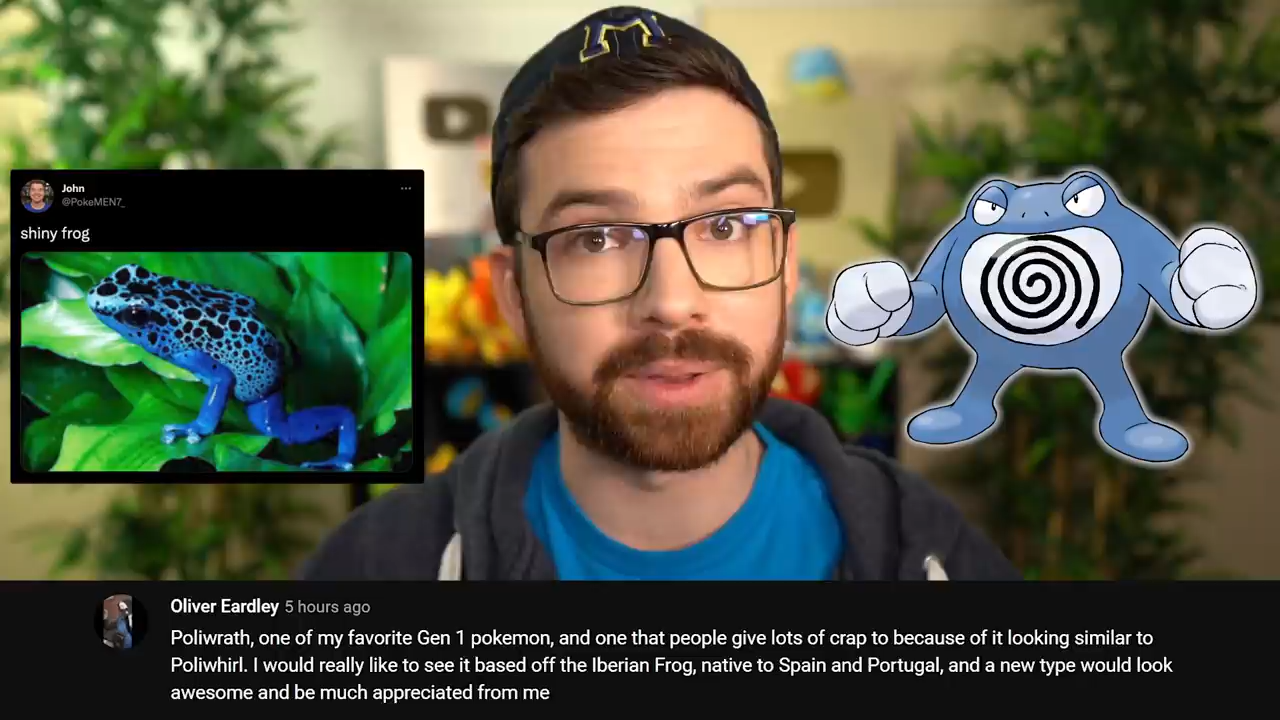 M
John
@PokeMEN7_
shiny frog
Oliver Eardley 5 hours ago
Poliwrath, one of my favorite Gen 1 pokemon, and one that people give lots of crap to because of it looking similar to
Poliwhirl. I would really like to see it based off the Iberian Frog, native to Spain and Portugal, and a new type would look
awesome and be much appreciated from me